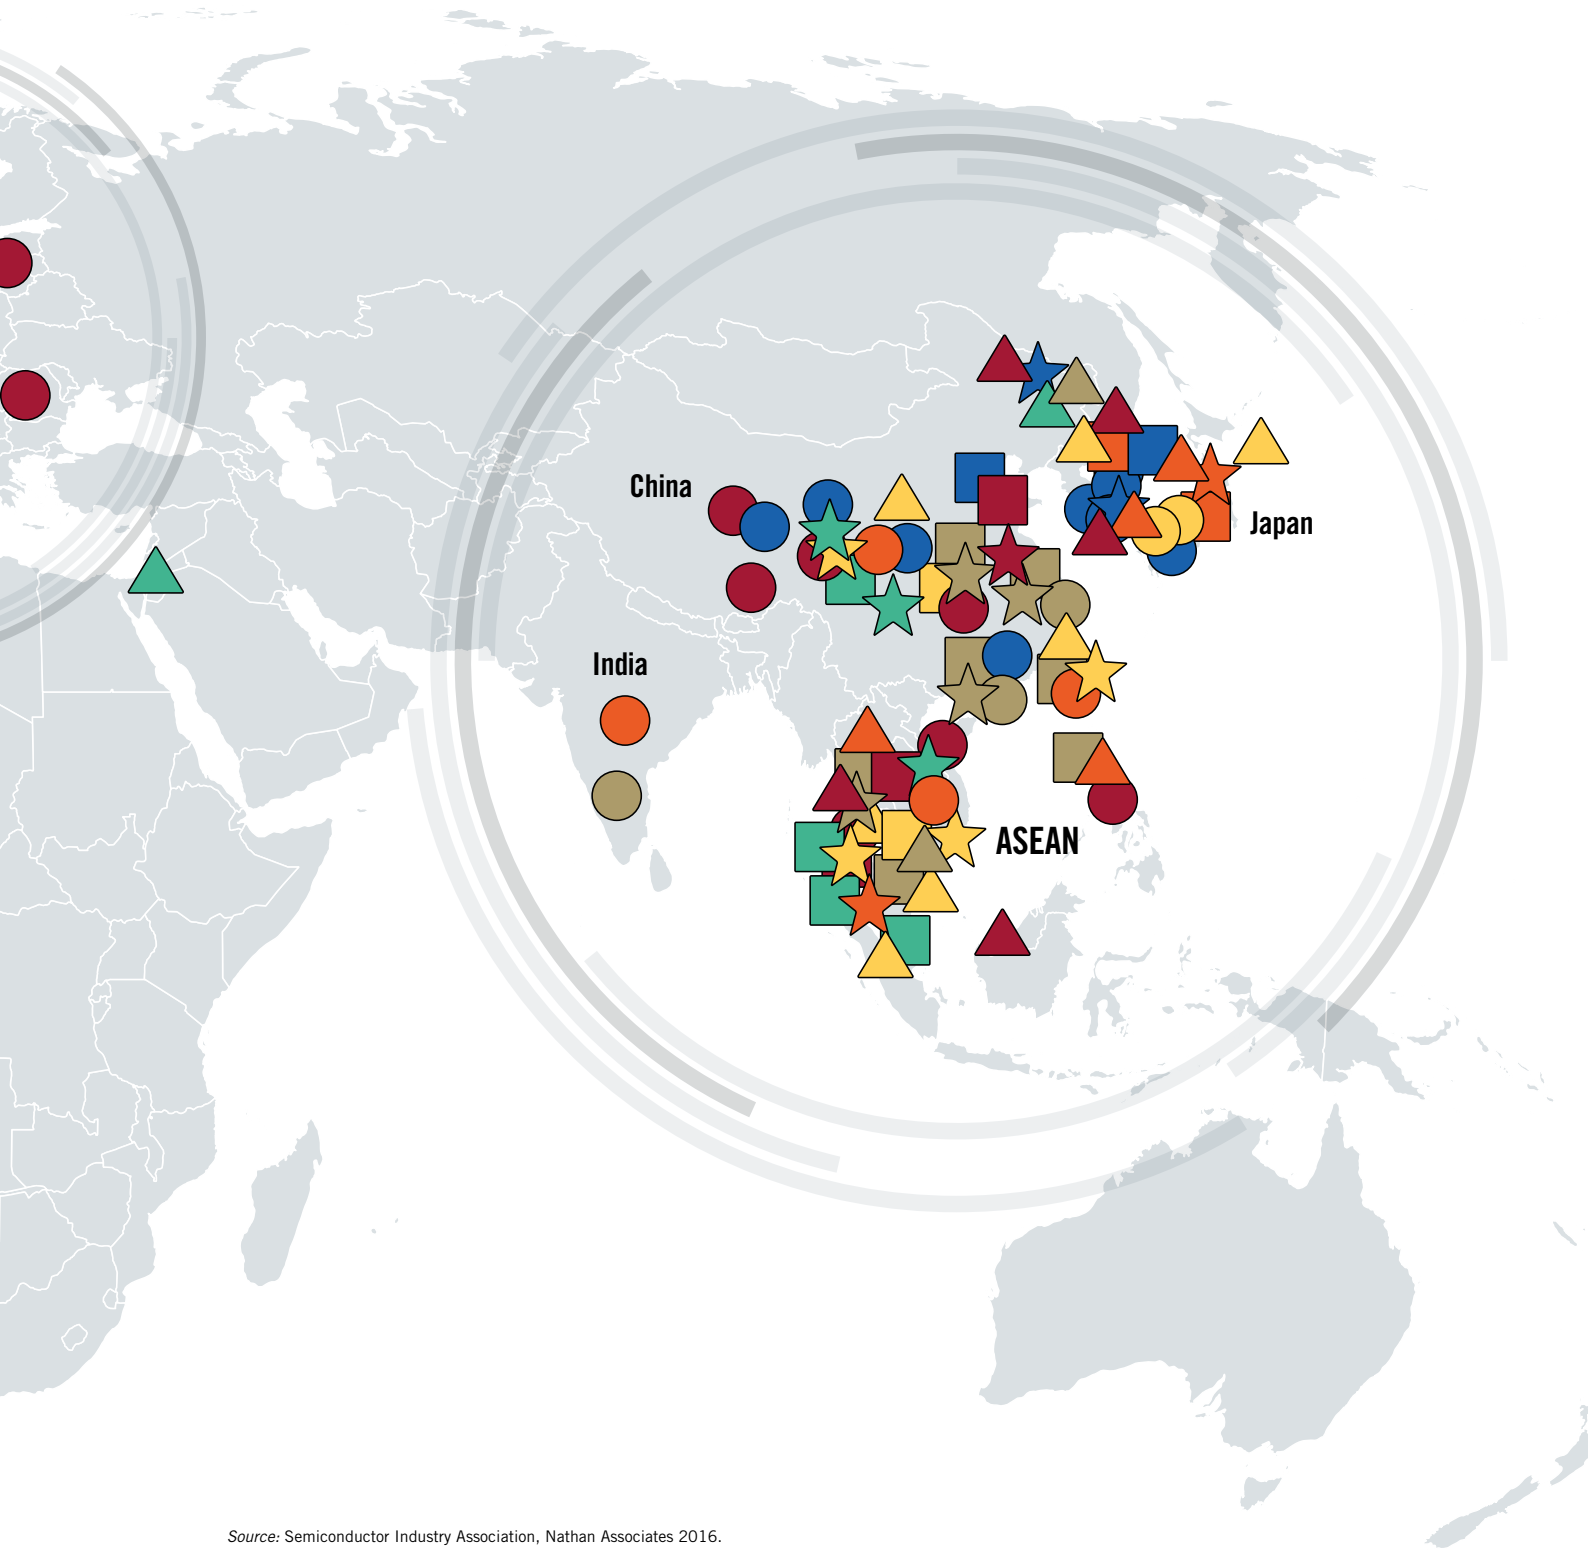 China
Japan
India
ASEAN
Source: Semiconductor Industry Association, Nathan Associates 2016.